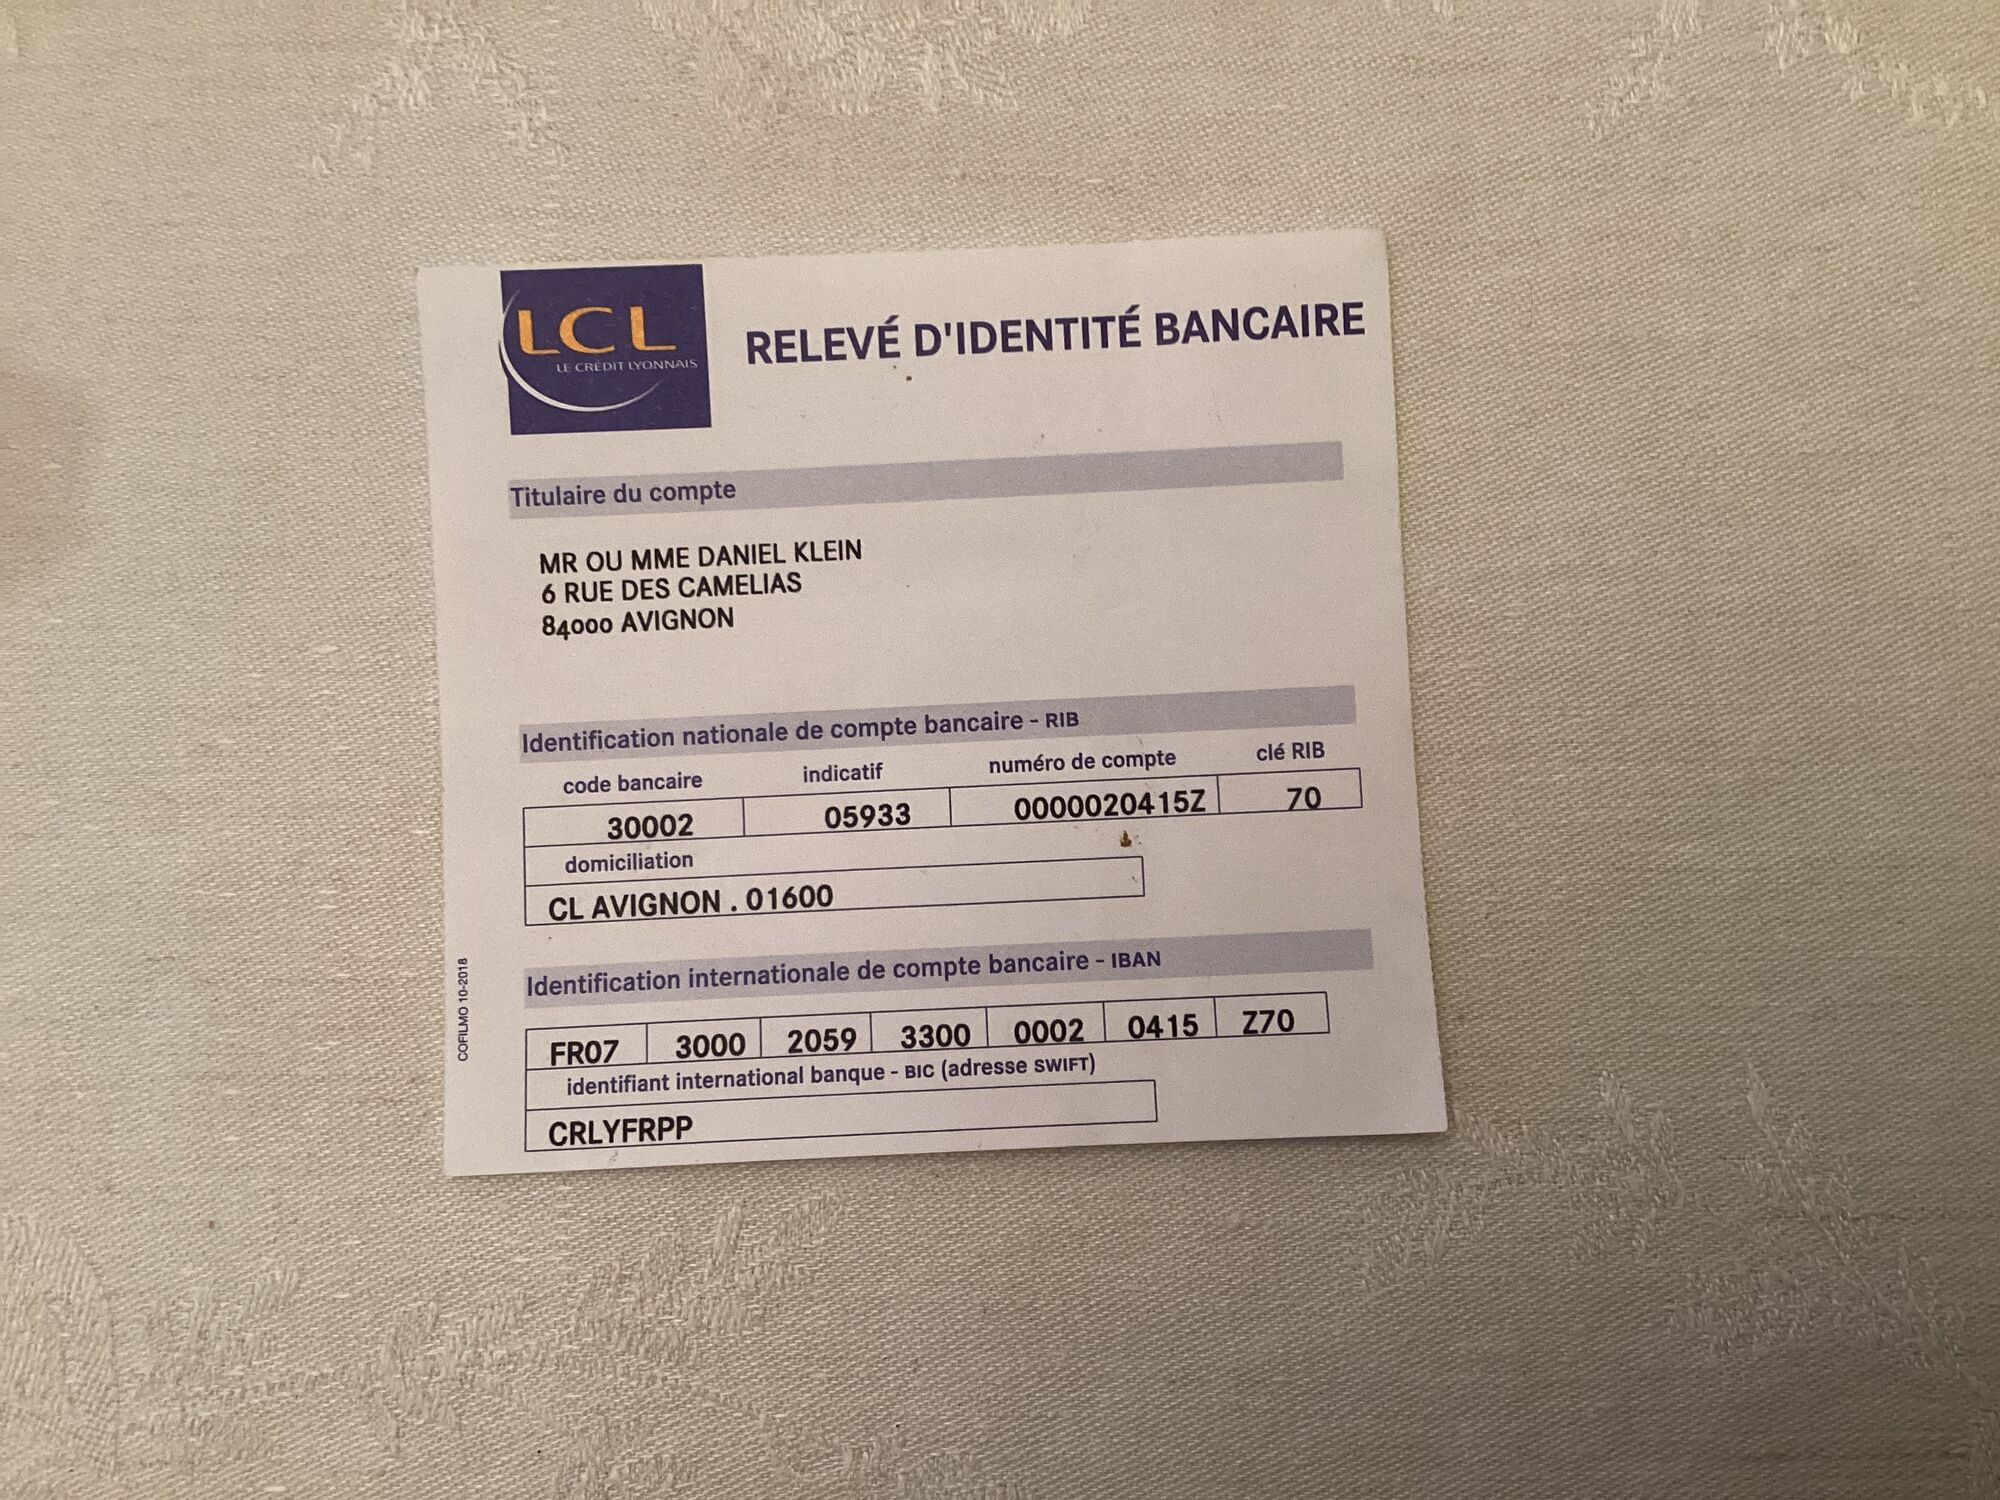 LCL
LE CRÉDIT LYONNAIS
RELEVÉ D'IDENTITÉ BANCAIRE
Titulaire du compte
MR OU MME DANIEL KLEIN
6 RUE DES CAMELIAS
84000 AVIGNON
Identification nationale de compte bancaire - RIB
code bancaire indicatif numéro de compte clé RIB
30002 05933 0000020415Z 70
domiciliation
CL AVIGNON . 01600
Identification internationale de compte bancaire - IBAN
FR07 3000 2059 3300 0002 0415 Z70
identifiant international banque - BIC (adresse SWIFT)
CRLYFRPP
COFILMO 10-2018